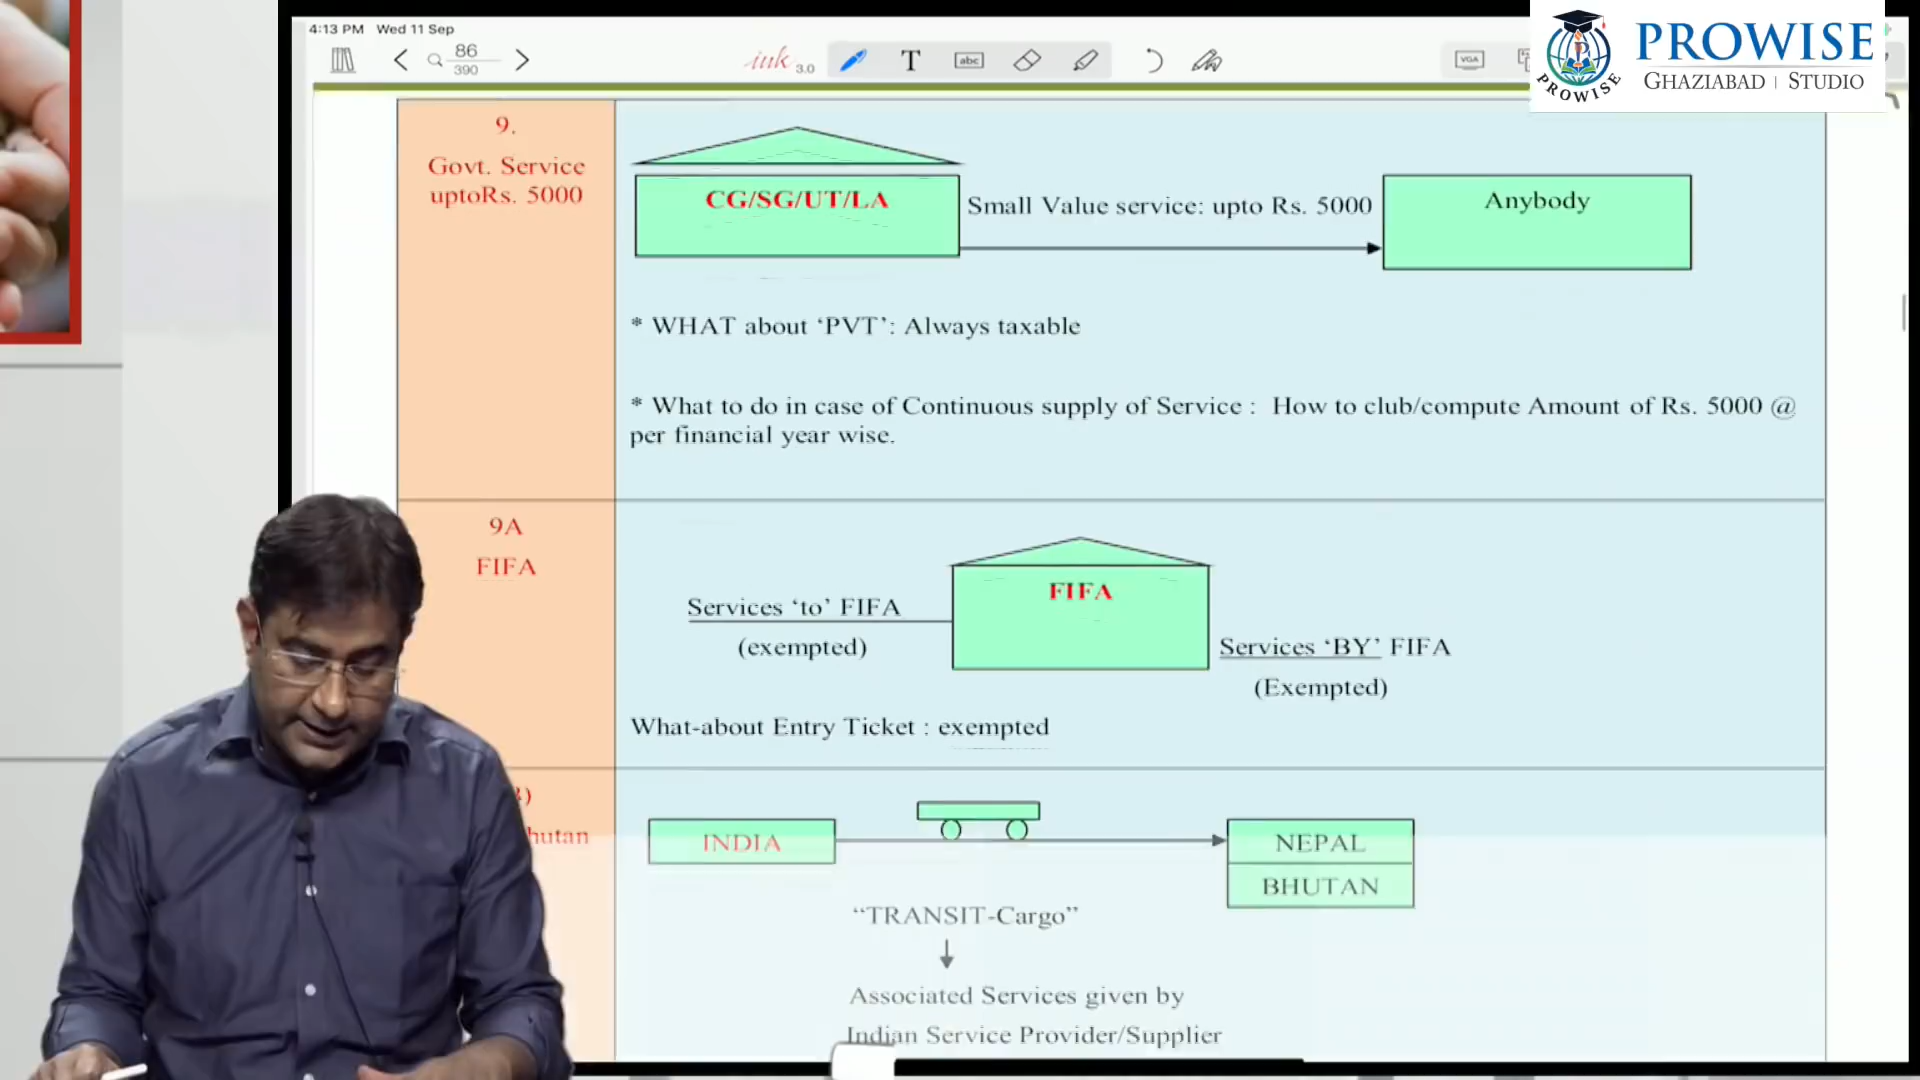 4:13 PM Wed 11 Sep
86
390
ink 3.0
T
abc
VGA
PROWISE
PROWISE
GHAZIABAD | STUDIO
9.
Govt. Service
uptoRs. 5000
CG/SG/UT/LA
Small Value service: upto Rs. 5000
Anybody
* WHAT about ‘PVT’: Always taxable
* What to do in case of Continuous supply of Service : How to club/compute Amount of Rs. 5000 @
per financial year wise.
9A
FIFA
FIFA
Services ‘to’ FIFA
(exempted)
Services ‘BY’ FIFA
(Exempted)
What-about Entry Ticket : exempted
hutan
INDIA
NEPAL
BHUTAN
“TRANSIT-Cargo”
Associated Services given by
Indian Service Provider/Supplier